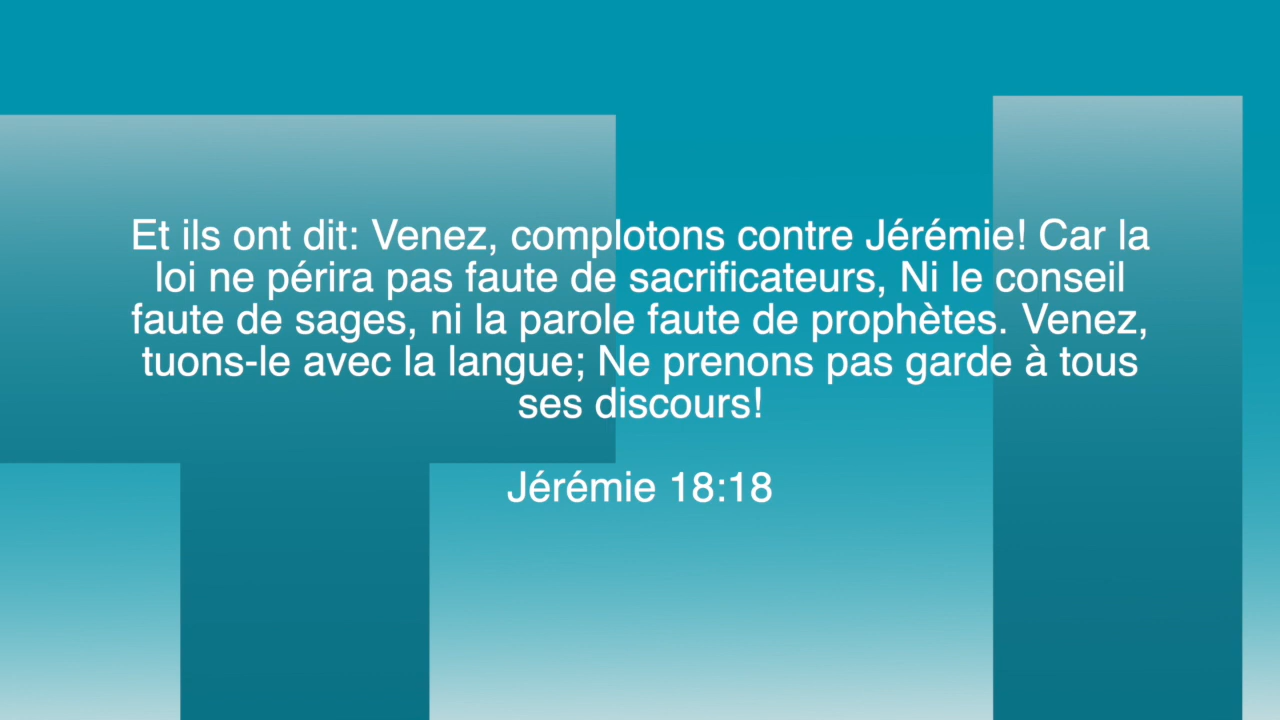 Et ils ont dit: Venez, complotons contre Jérémie! Car la
loi ne périra pas faute de sacrificateurs, Ni le conseil
faute de sages, ni la parole faute de prophètes. Venez,
tuons-le avec la langue; Ne prenons pas garde à tous
ses discours!
Jérémie 18:18